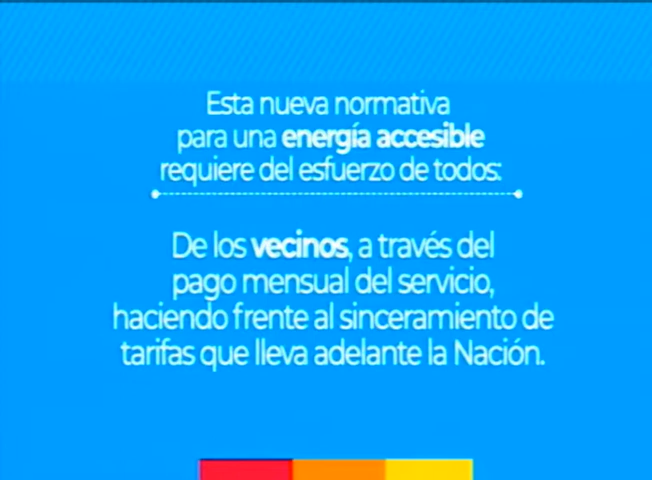 Esta nueva normativa
para una energía accesible
requiere del esfuerzo de todos:
De los vecinos, a través del
pago mensual del servicio,
haciendo frente al sinceramiento de
tarifas que lleva adelante la Nación.